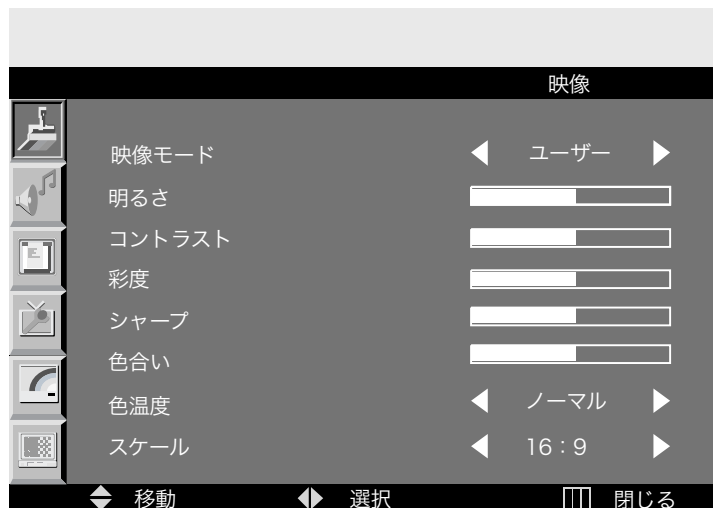 映像
映像モード ユーザー
明るさ
コントラスト
彩度
シャープ
色合い
色温度 ノーマル
スケール 16：9
移動 選択 閉じる